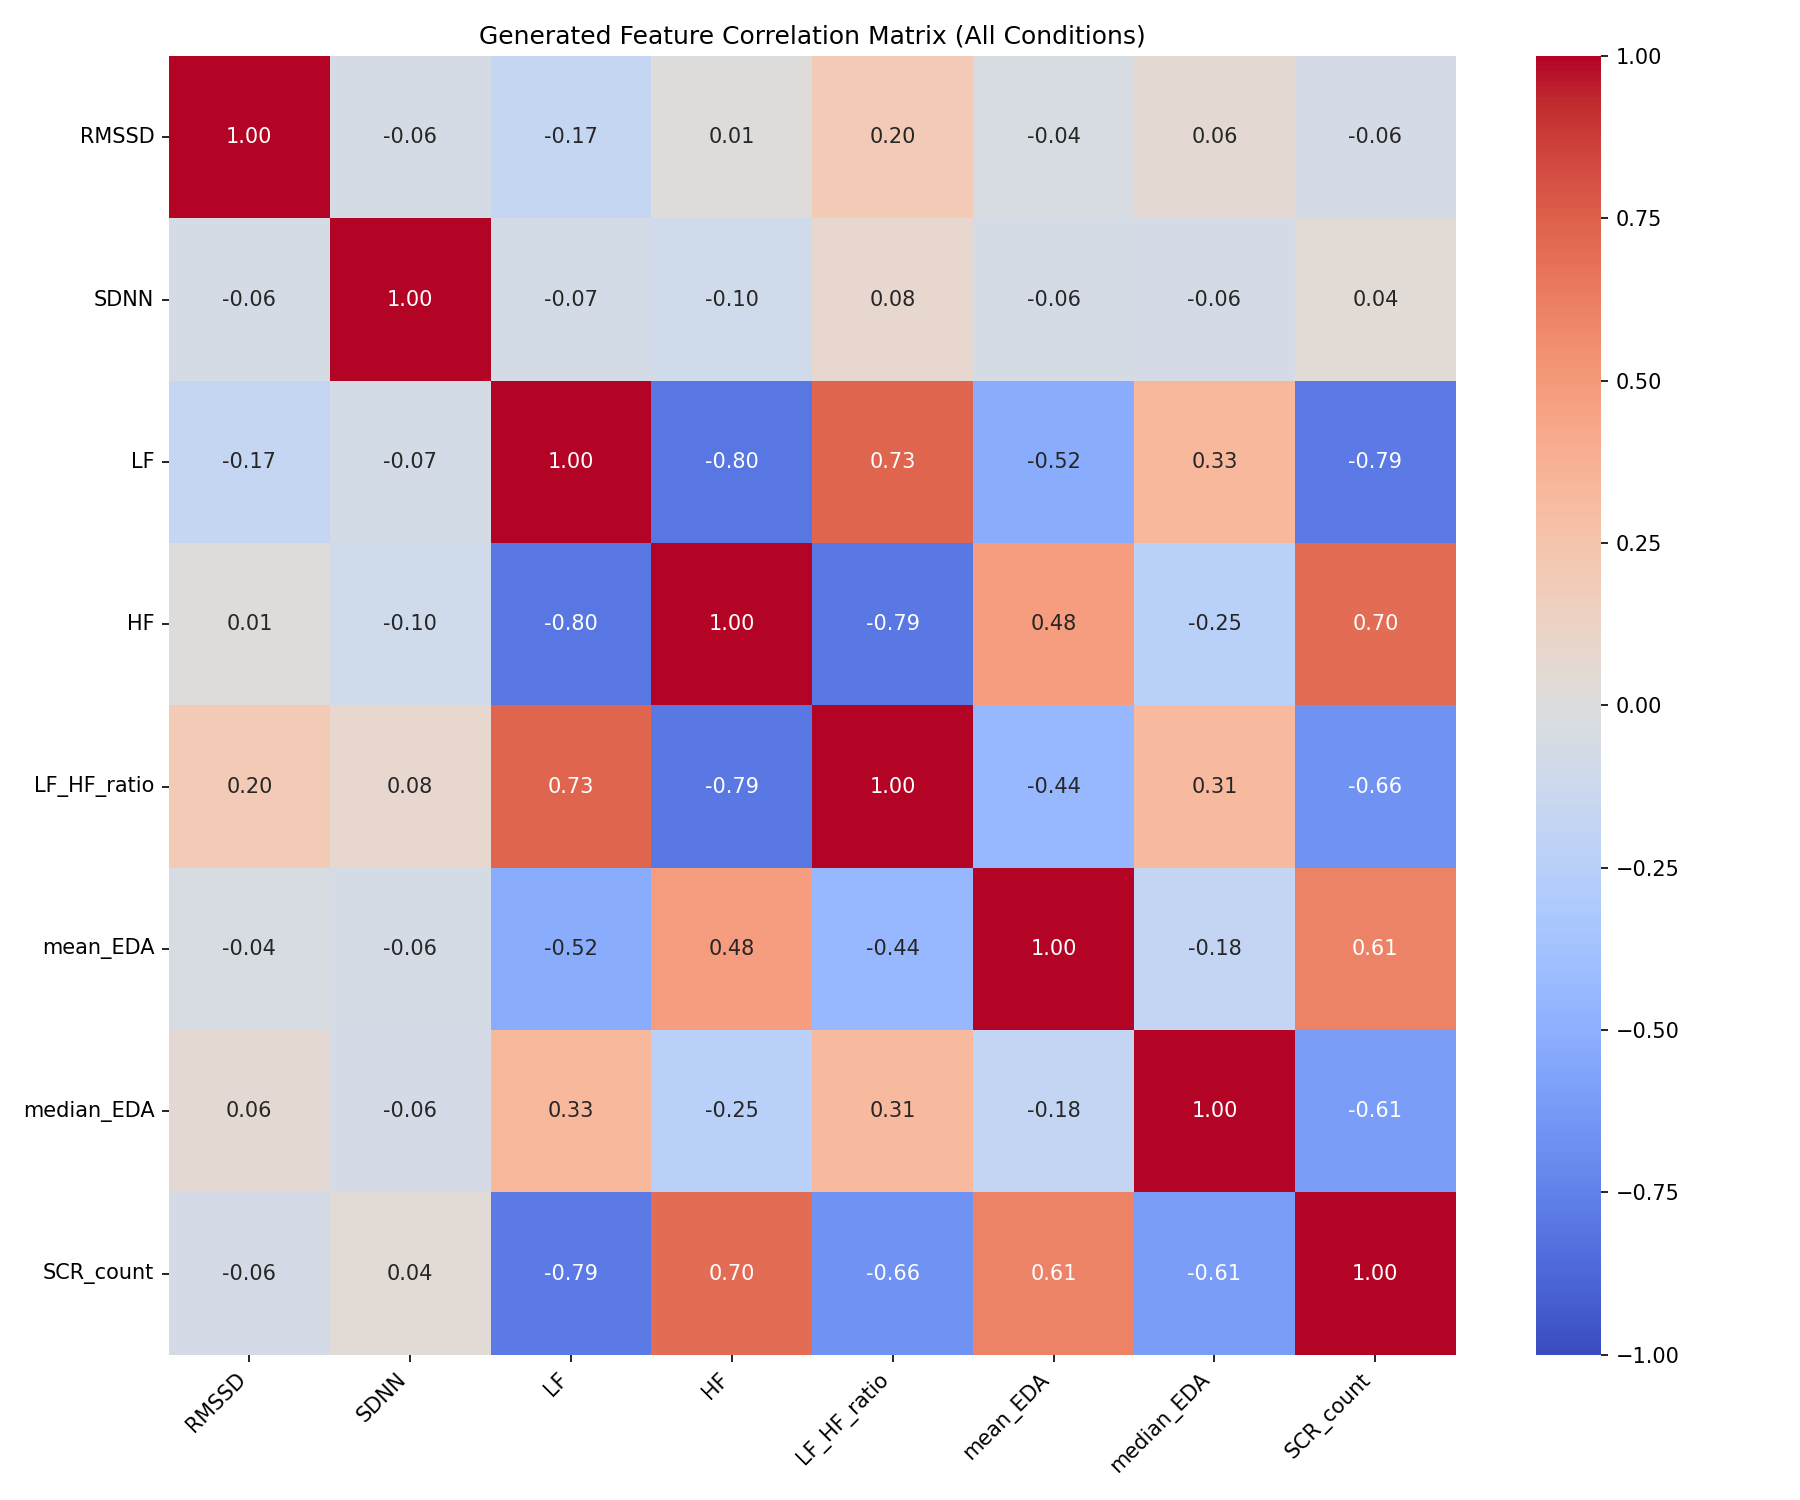 Generated Feature Correlation Matrix (All Conditions)
RMSSD 1.00 -0.06 -0.17 0.01 0.20 -0.04 0.06 -0.06
SDNN -0.06 1.00 -0.07 -0.10 0.08 -0.06 -0.06 0.04
LF -0.17 -0.07 1.00 -0.80 0.73 -0.52 0.33 -0.79
HF 0.01 -0.10 -0.80 1.00 -0.79 0.48 -0.25 0.70
LF_HF_ratio 0.20 0.08 0.73 -0.79 1.00 -0.44 0.31 -0.66
mean_EDA -0.04 -0.06 -0.52 0.48 -0.44 1.00 -0.18 0.61
median_EDA 0.06 -0.06 0.33 -0.25 0.31 -0.18 1.00 -0.61
SCR_count -0.06 0.04 -0.79 0.70 -0.66 0.61 -0.61 1.00
RMSSD SDNN LF HF LF_HF_ratio mean_EDA median_EDA SCR_count
1.00
0.75
0.50
0.25
0.00
−0.25
−0.50
−0.75
−1.00